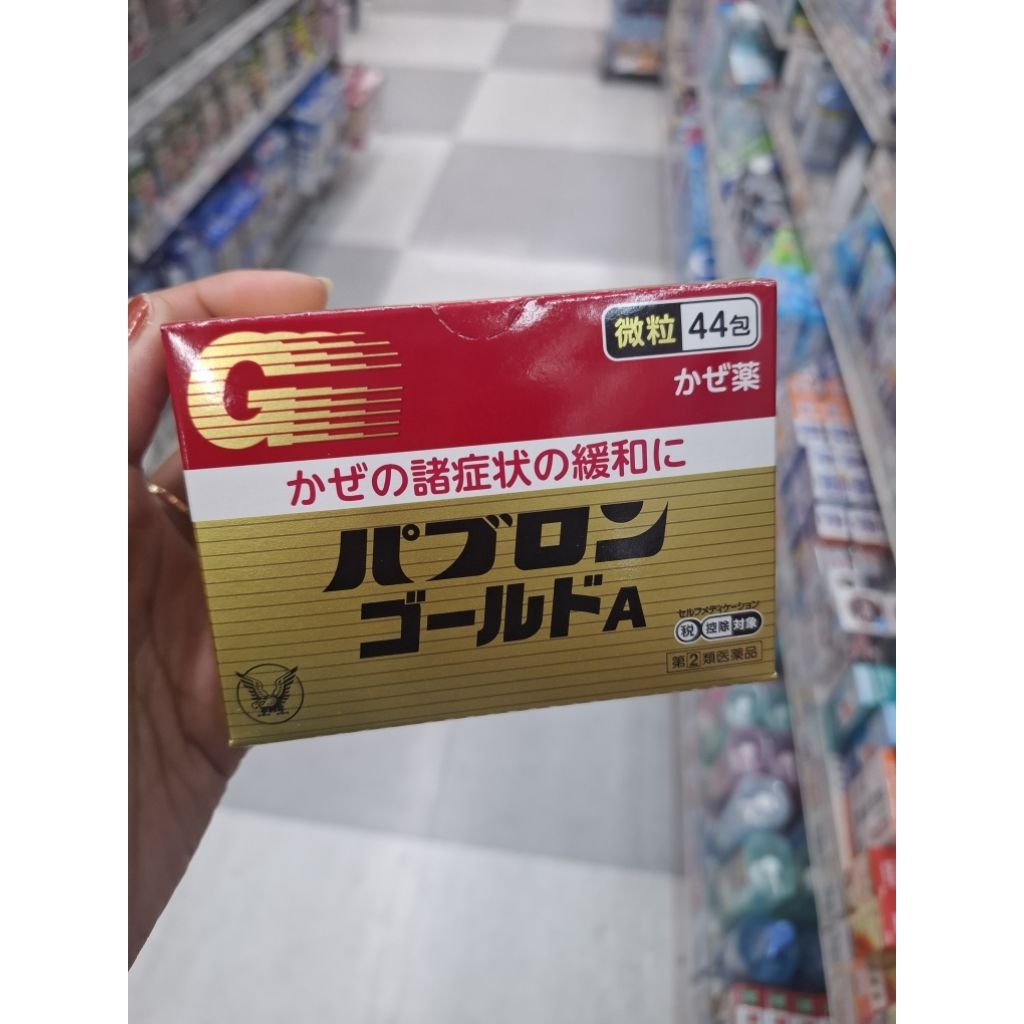 G
微粒 44包
かぜ薬
かぜの諸症状の緩和に
パブロン
ゴールドA
セルフメディケーション
税 控除 対象
第②類医薬品